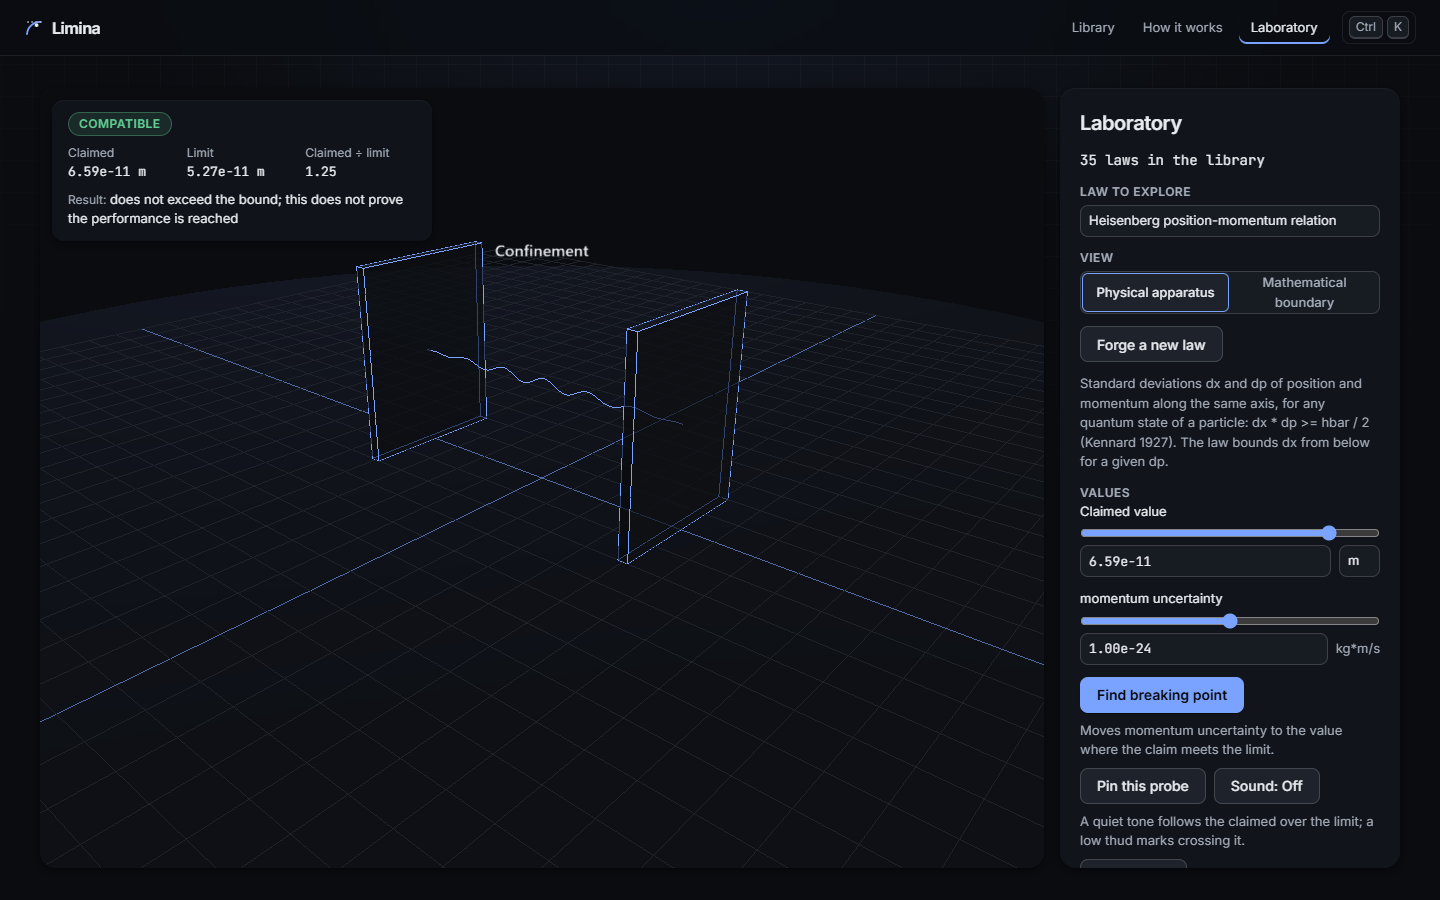 Limina
Library
How it works
Laboratory
Ctrl
K
COMPATIBLE
Claimed
Limit
Claimed ÷ limit
6.59e-11 m
5.27e-11 m
1.25
Result: does not exceed the bound; this does not prove
the performance is reached
Confinement
Laboratory
35 laws in the library
LAW TO EXPLORE
Heisenberg position-momentum relation
VIEW
Physical apparatus
Mathematical
boundary
Forge a new law
Standard deviations dx and dp of position and
momentum along the same axis, for any
quantum state of a particle: dx * dp >= hbar / 2
(Kennard 1927). The law bounds dx from below
for a given dp.
VALUES
Claimed value
6.59e-11
m
momentum uncertainty
1.00e-24
kg*m/s
Find breaking point
Moves momentum uncertainty to the value
where the claim meets the limit.
Pin this probe
Sound: Off
A quiet tone follows the claimed over the limit; a
low thud marks crossing it.